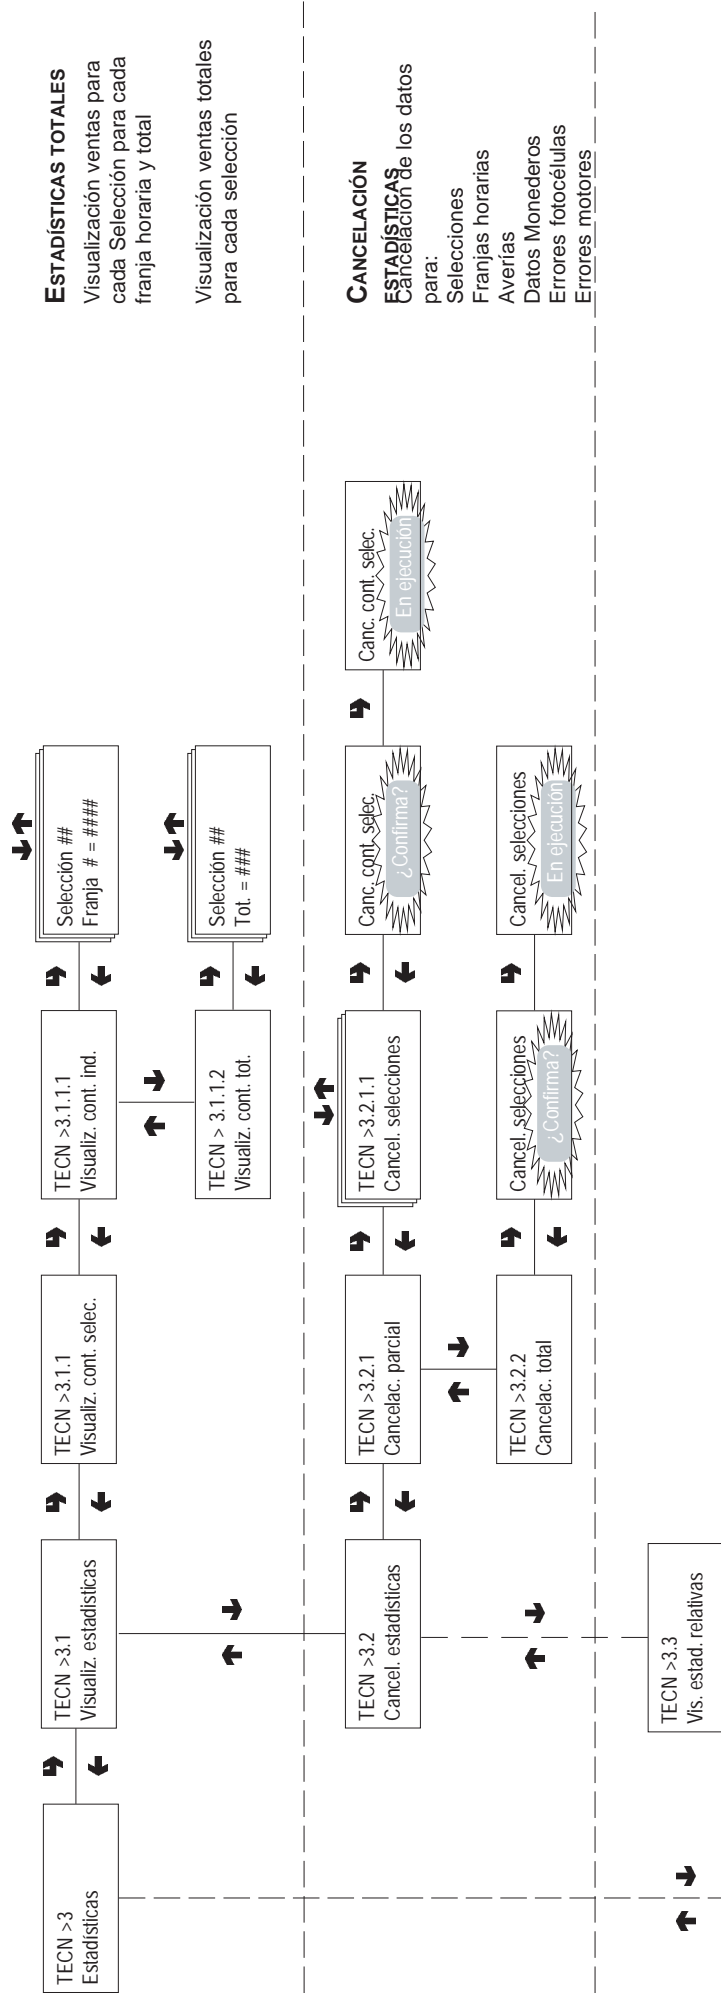 TECN >3
Estadísticas
TECN >3.1
Visualiz. estadísticas
TECN >3.1.1
Visualiz. cont. selec.
TECN >3.1.1.1
Visualiz. cont. ind.
Selección ##
Franja # = ####
ESTADÍSTICAS TOTALES
Visualización ventas para
cada Selección para cada
franja horaria y total
TECN > 3.1.1.2
Visualiz. cont. tot.
Selección ##
Tot. = ###
Visualización ventas totales
para cada selección
TECN >3.2
Cancel. estadísticas
TECN >3.2.1
Cancelac. parcial
TECN >3.2.1.1
Cancel. selecciones
Canc. cont. selec.
¿Confirma?
Canc. cont. selec.
En ejecución
CANCELACIÓN
ESTADÍSTICAS
Cancelación de los datos
para:
Selecciones
Franjas horarias
Averías
Datos Monederos
Errores fotocélulas
Errores motores
TECN >3.2.2
Cancelac. total
Cancel. selecciones
¿Confirma?
Cancel. selecciones
En ejecución
TECN >3.3
Vis. estad. relativas